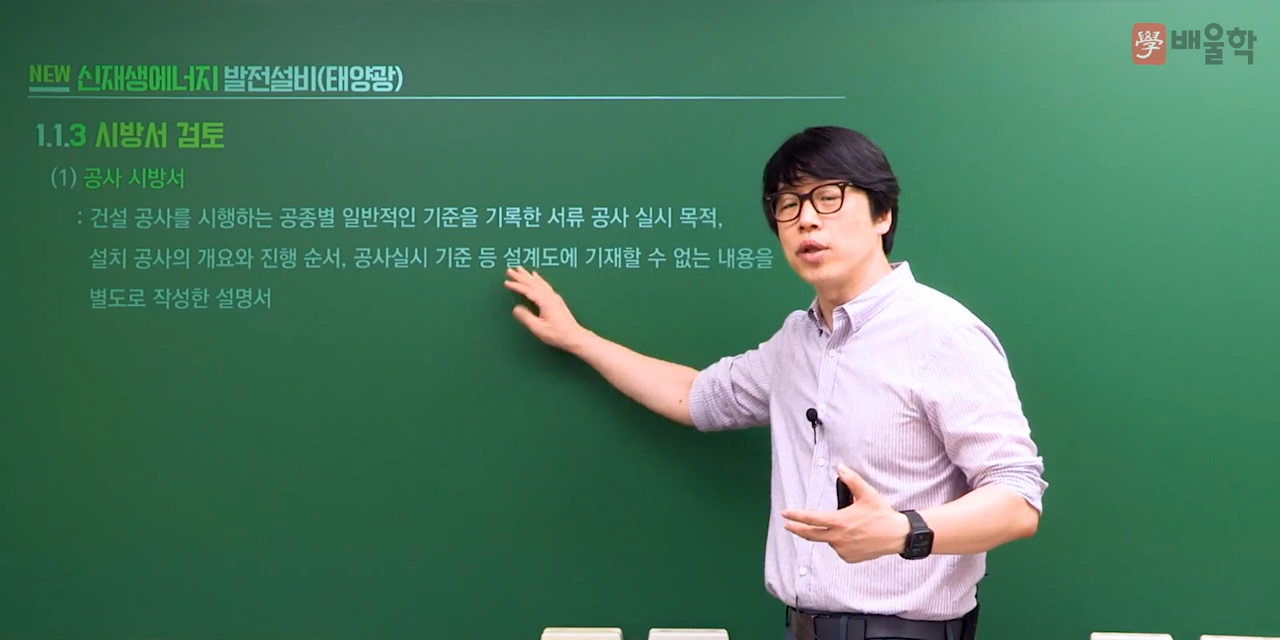 學 배울학
NEW 신재생에너지 발전설비(태양광)
1.1.3 시방서 검토
(1) 공사 시방서
: 건설 공사를 시행하는 공종별 일반적인 기준을 기록한 서류 공사 실시 목적,
설치 공사의 개요와 진행 순서, 공사실시 기준 등 설계도에 기재할 수 없는 내용을
별도로 작성한 설명서